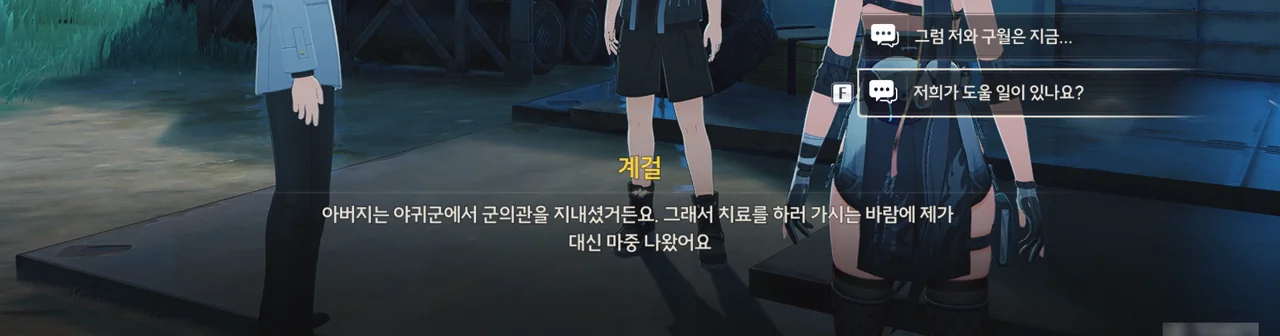 그럼 저와 구월은 지금...
F
저희가 도울 일이 있나요?
계걸
아버지는 야귀군에서 군의관을 지내셨거든요. 그래서 치료를 하러 가시는 바람에 제가
대신 마중 나왔어요